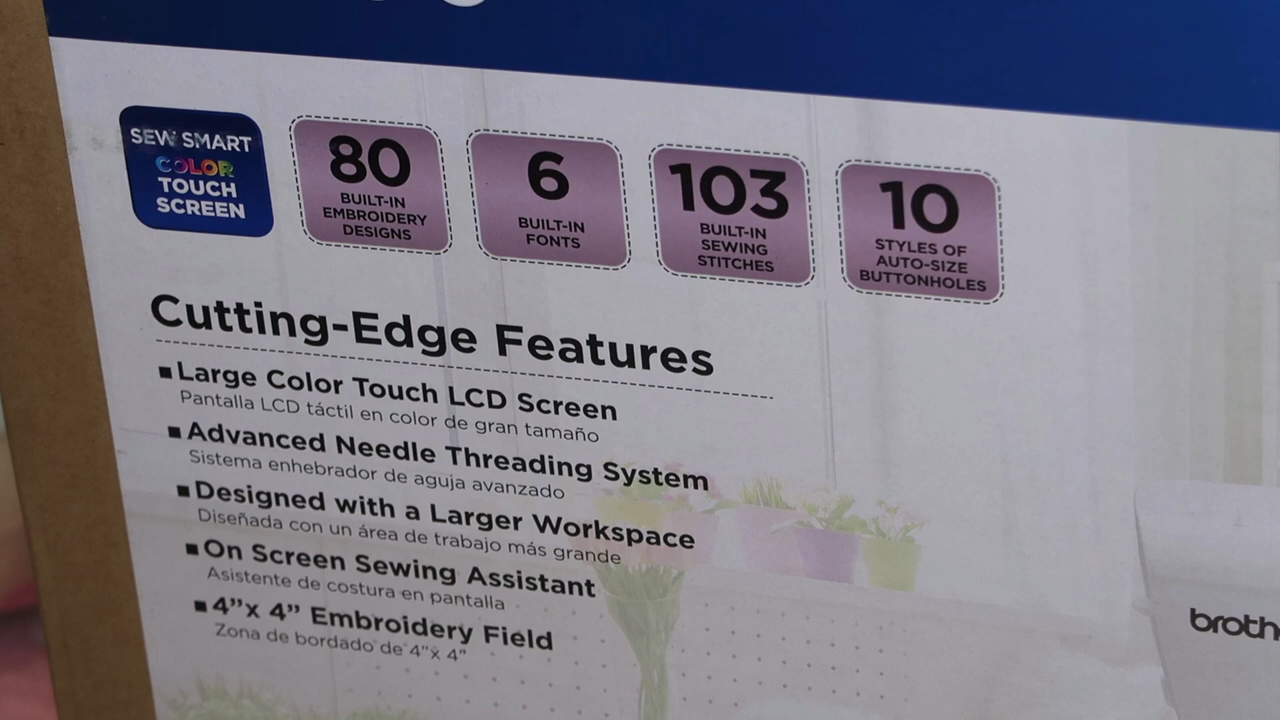 SEW SMART
COLOR
TOUCH
SCREEN
80
BUILT-IN
EMBROIDERY
DESIGNS
6
BUILT-IN
FONTS
103
BUILT-IN
SEWING
STITCHES
10
STYLES OF
AUTO-SIZE
BUTTONHOLES
Cutting-Edge Features
▪Large Color Touch LCD Screen
Pantalla LCD táctil en color de gran tamaño
▪Advanced Needle Threading System
Sistema enhebrador de aguja avanzado
▪Designed with a Larger Workspace
Diseñada con un área de trabajo más grande
▪On Screen Sewing Assistant
Asistente de costura en pantalla
▪4”x 4” Embroidery Field
Zona de bordado de 4”x 4”
broth